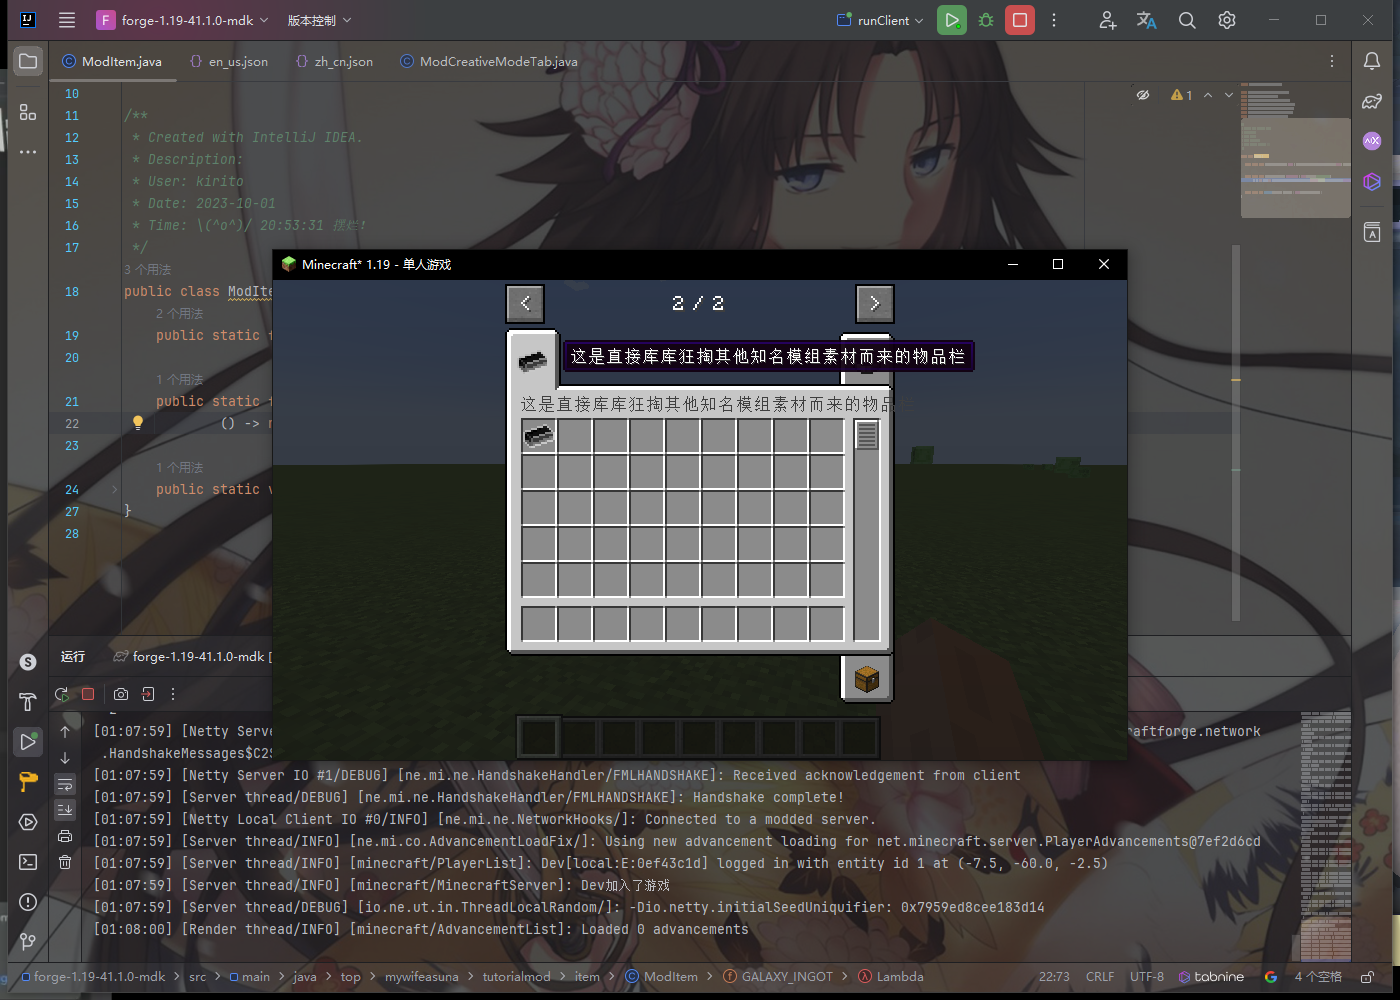 forge-1.19-41.1.0-mdk
版本控制
runClient
ModItem.java
en_us.json
zh_cn.json
ModCreativeModeTab.java
1
10
11 /**
12 * Created with IntelliJ IDEA.
13 * Description:
14 * User: kirito
15 * Date: 2023-10-01
16 * Time: \(^o^)/ 20:53:31 摆烂!
17 */
3 个用法
18 public class ModIte
2 个用法
19 public static f
20
1 个用法
21 public static f
22 () ->
23
1 个用法
24 public static v
27 }
28
Minecraft* 1.19 - 单人游戏
2 / 2
这是直接库库狂掏其他知名模组素材而来的物品栏
这是直接库库狂掏其他知名模组素材而来的物品
运行
forge-1.19-41.1.0-mdk [
[01:07:59] [Netty Serve
raftforge.network
.HandshakeMessages$C2S
[01:07:59] [Netty Server IO #1/DEBUG] [ne.mi.ne.HandshakeHandler/FMLHANDSHAKE]: Received acknowledgement from client
[01:07:59] [Server thread/DEBUG] [ne.mi.ne.HandshakeHandler/FMLHANDSHAKE]: Handshake complete!
[01:07:59] [Netty Local Client IO #0/INFO] [ne.mi.ne.NetworkHooks/]: Connected to a modded server.
[01:07:59] [Server thread/INFO] [ne.mi.co.AdvancementLoadFix/]: Using new advancement loading for net.minecraft.server.PlayerAdvancements@7ef2d6cd
[01:07:59] [Server thread/INFO] [minecraft/PlayerList]: Dev[local:E:0ef43c1d] logged in with entity id 1 at (-7.5, -60.0, -2.5)
[01:07:59] [Server thread/INFO] [minecraft/MinecraftServer]: Dev加入了游戏
[01:07:59] [Server thread/DEBUG] [io.ne.ut.in.ThreadLocalRandom/]: -Dio.netty.initialSeedUniquifier: 0x7959ed8cee183d14
[01:08:00] [Render thread/INFO] [minecraft/AdvancementList]: Loaded 0 advancements
forge-1.19-41.1.0-mdk > src > main > java > top > mywifeasuna > tutorialmod > item > ModItem > GALAXY_INGOT > Lambda
22:73 CRLF UTF-8 tabnine 4 个空格